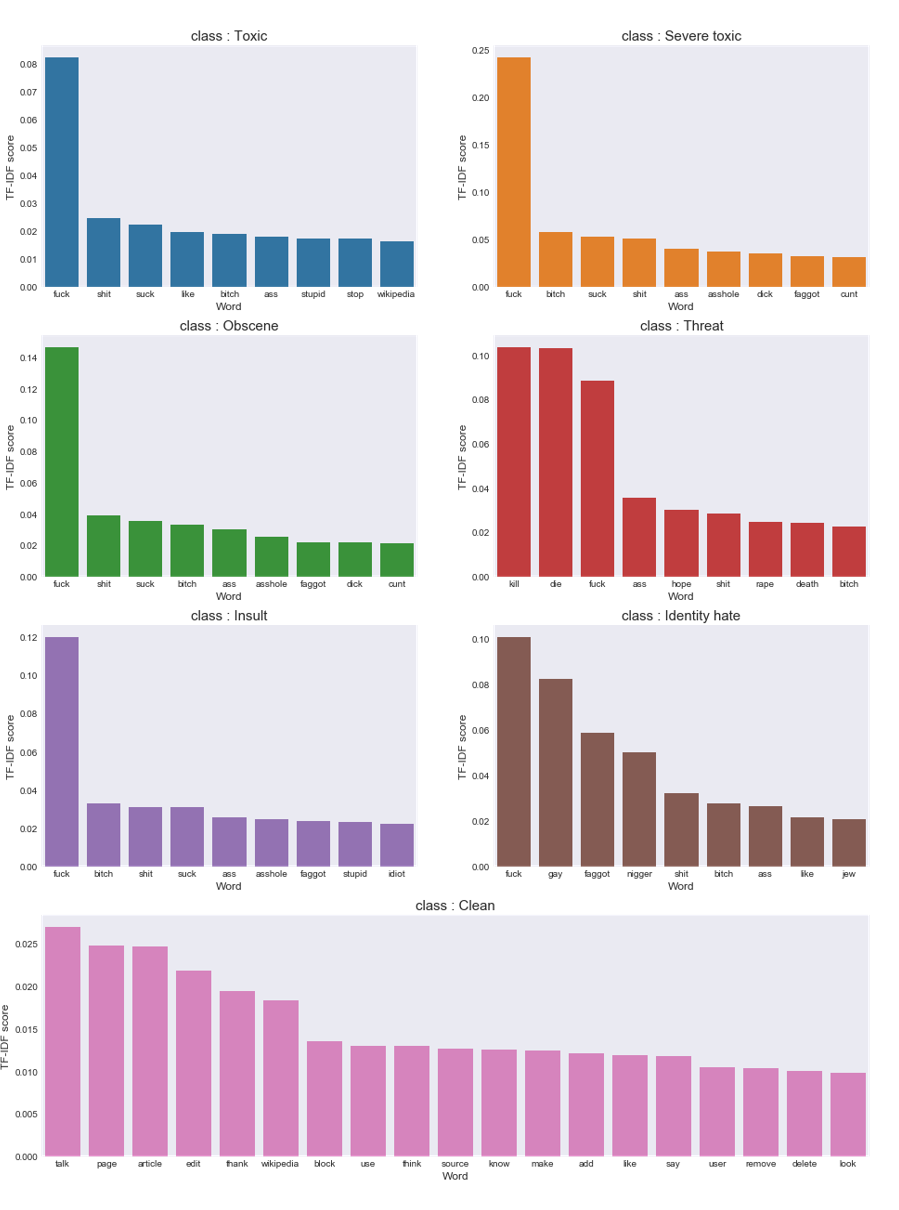 class : Toxic
TF-IDF score
0.08
0.07
0.06
0.05
0.04
0.03
0.02
0.01
0.00
fuck shit suck like bitch ass stupid stop wikipedia
Word
class : Severe toxic
TF-IDF score
0.25
0.20
0.15
0.10
0.05
0.00
fuck bitch suck shit ass asshole dick faggot cunt
Word
class : Obscene
TF-IDF score
0.14
0.12
0.10
0.08
0.06
0.04
0.02
0.00
fuck shit suck bitch ass asshole faggot dick cunt
Word
class : Threat
TF-IDF score
0.10
0.08
0.06
0.04
0.02
0.00
kill die fuck ass hope shit rape death bitch
Word
class : Insult
TF-IDF score
0.12
0.10
0.08
0.06
0.04
0.02
0.00
fuck bitch shit suck ass asshole faggot stupid idiot
Word
class : Identity hate
TF-IDF score
0.10
0.08
0.06
0.04
0.02
0.00
fuck gay faggot nigger shit bitch ass like jew
Word
class : Clean
TF-IDF score
0.025
0.020
0.015
0.010
0.005
0.000
talk page article edit thank wikipedia block use think source know make add like say user remove delete look
Word